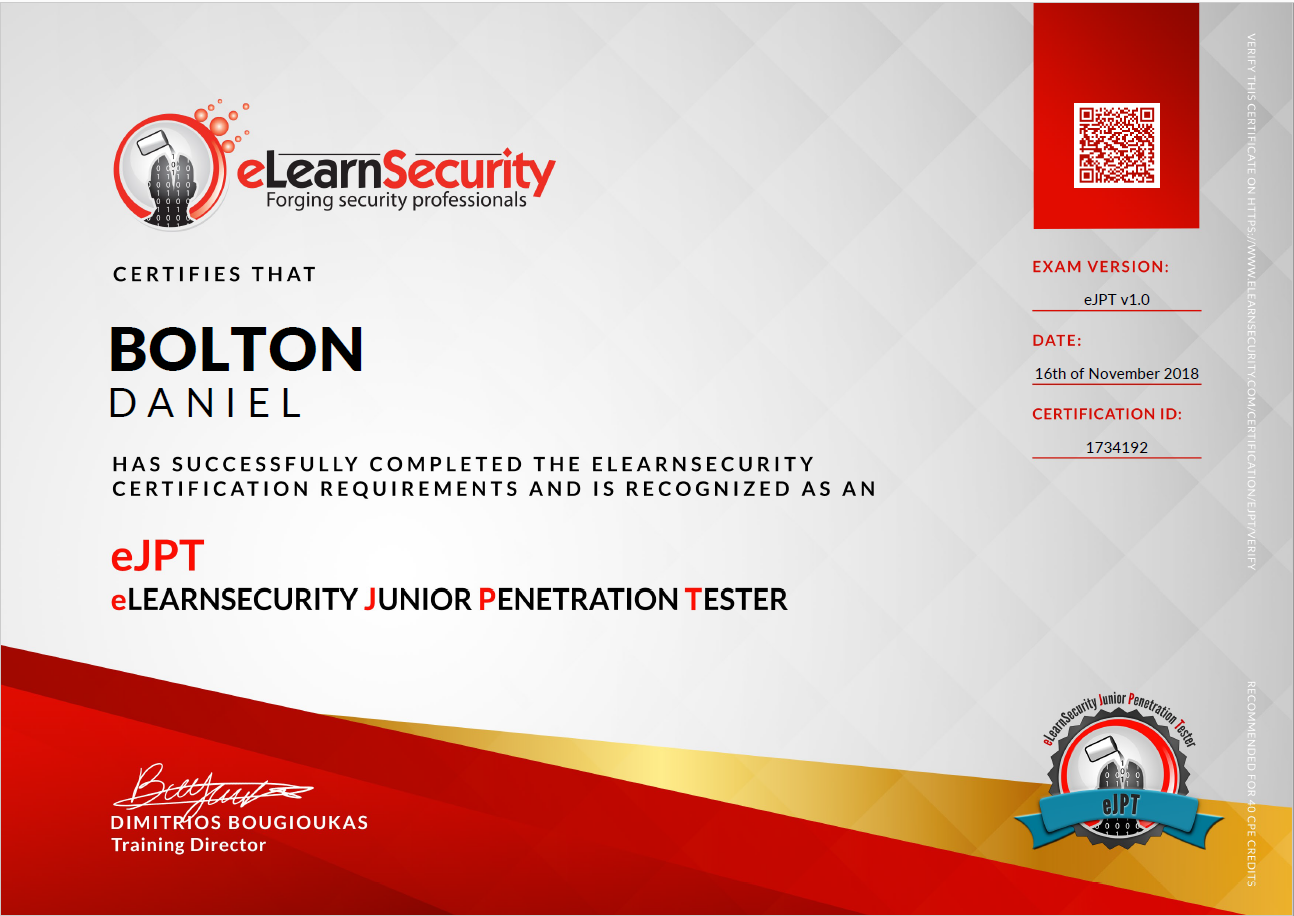 eLearnSecurity
Forging security professionals
CERTIFIES THAT
BOLTON
DANIEL
HAS SUCCESSFULLY COMPLETED THE ELEARNSECURITY
CERTIFICATION REQUIREMENTS AND IS RECOGNIZED AS AN
eJPT
eLEARNSECURITY JUNIOR PENETRATION TESTER
DIMITRIOS BOUGIOUKAS
Training Director
EXAM VERSION:
eJPT v1.0
DATE:
16th of November 2018
CERTIFICATION ID:
1734192
eLearnSecurity Junior Penetration Tester
eJPT
VERIFY THIS CERTIFICATE ON HTTPS://WWW.ELEARNSECURITY.COM/CERTIFICATION/EJPT/VERIFY
RECOMMENDED FOR 40 CPE CREDITS